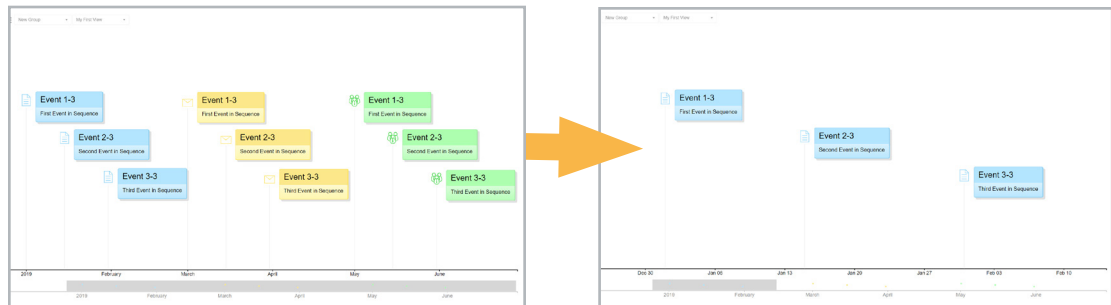 New Group My First View
Event 1-3
First Event in Sequence
Event 2-3
Second Event in Sequence
Event 3-3
Third Event in Sequence
Event 1-3
First Event in Sequence
Event 2-3
Second Event in Sequence
Event 3-3
Third Event in Sequence
Event 1-3
First Event in Sequence
Event 2-3
Second Event in Sequence
Event 3-3
Third Event in Sequence
2019 February March April May June
2019 February March April May June
New Group My First View
Event 1-3
First Event in Sequence
Event 2-3
Second Event in Sequence
Event 3-3
Third Event in Sequence
Dec 30 Jan 06 Jan 13 Jan 20 Jan 27 Feb 03 Feb 10
2019 February March April May June